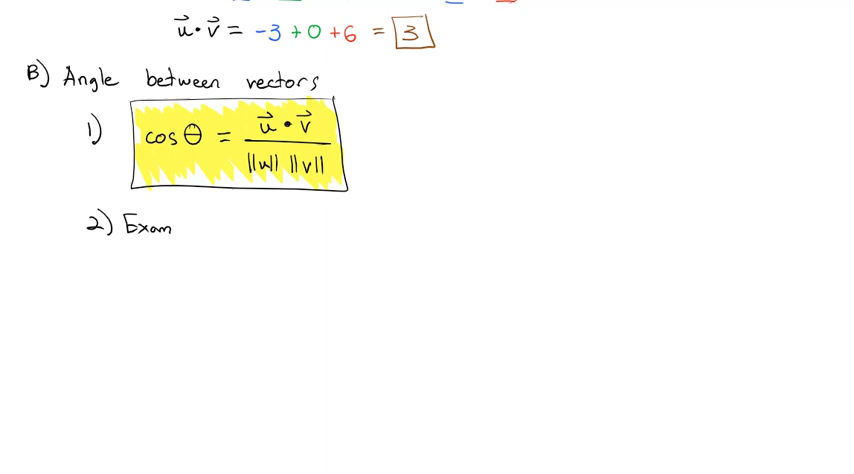 u⃗ • v⃗ = -3 + 0 + 6 = 3
B) Angle between vectors
1) cos θ = u⃗ • v⃗ / ||u|| ||v||
2) Exam